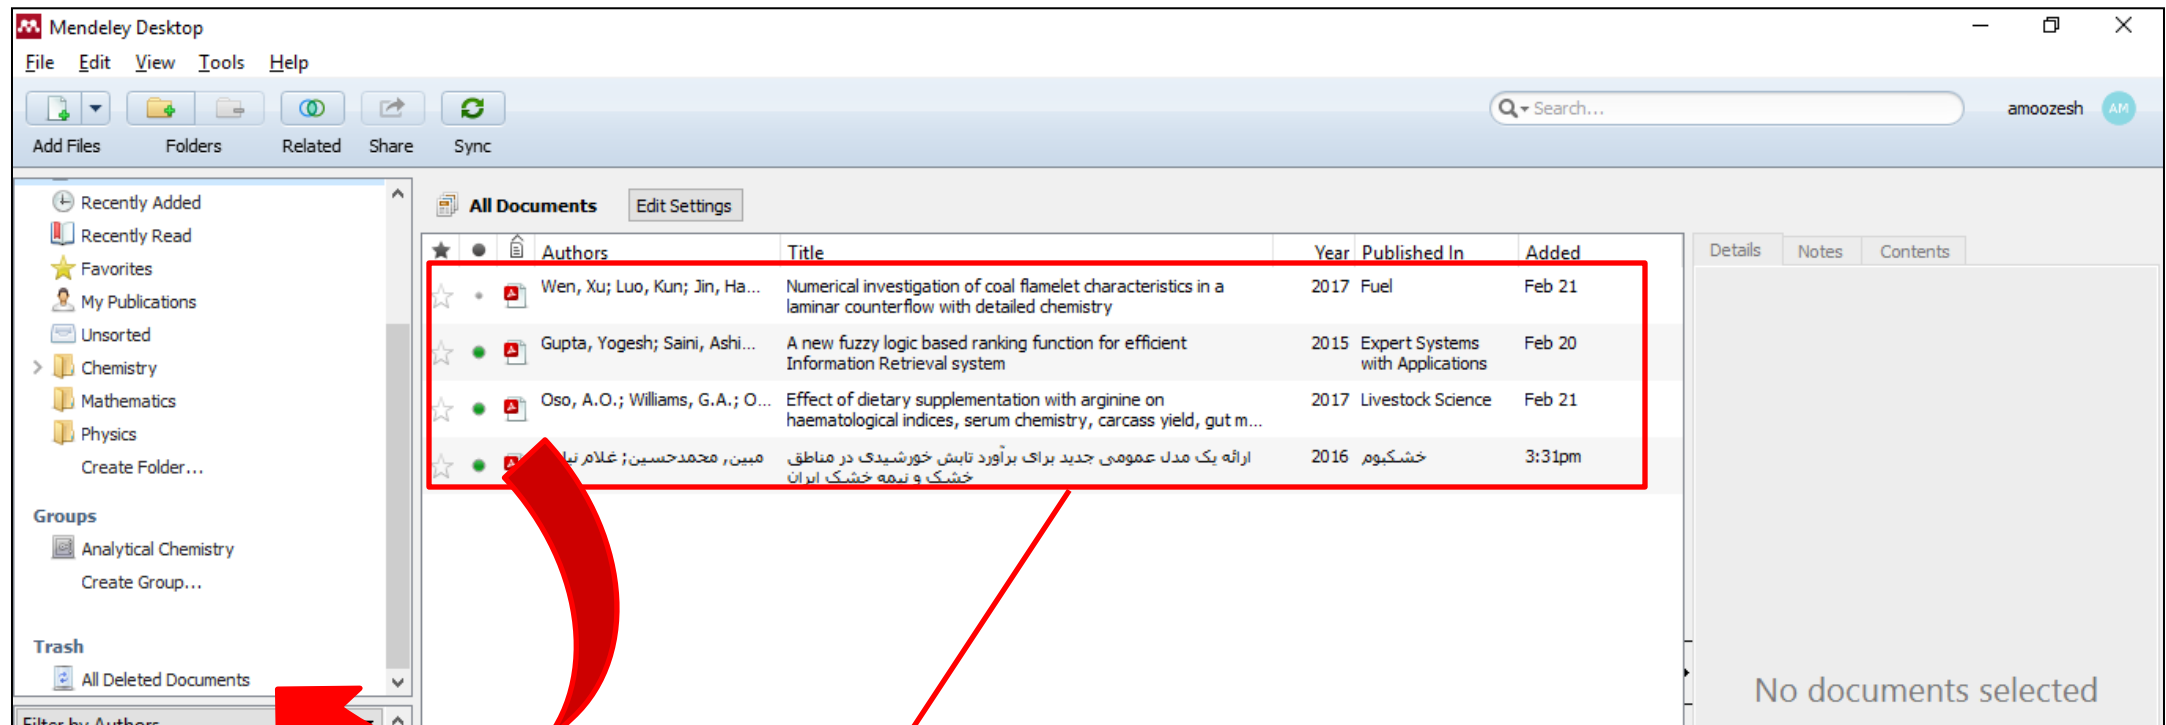 Mendeley Desktop
File Edit View Tools Help
Search...
amoozesh AM
Add Files Folders Related Share Sync
Recently Added
Recently Read
Favorites
My Publications
Unsorted
Chemistry
Mathematics
Physics
Create Folder...
Groups
Analytical Chemistry
Create Group...
Trash
All Deleted Documents
Filter by Authors
All Documents Edit Settings
Authors Title Year Published In Added
Wen, Xu; Luo, Kun; Jin, Ha... Numerical investigation of coal flamelet characteristics in a 2017 Fuel Feb 21
laminar counterflow with detailed chemistry
Gupta, Yogesh; Saini, Ashi... A new fuzzy logic based ranking function for efficient 2015 Expert Systems Feb 20
Information Retrieval system with Applications
Oso, A.O.; Williams, G.A.; O... Effect of dietary supplementation with arginine on 2017 Livestock Science Feb 21
haematological indices, serum chemistry, carcass yield, gut m...
مبین, محمدحسین; غلام ارائه یک مدل عمومی جدید برای برآورد تابش خورشیدی در مناطق 2016 خشکبوم 3:31pm
خشک و نیمه خشک ایران
Details Notes Contents
No documents selected